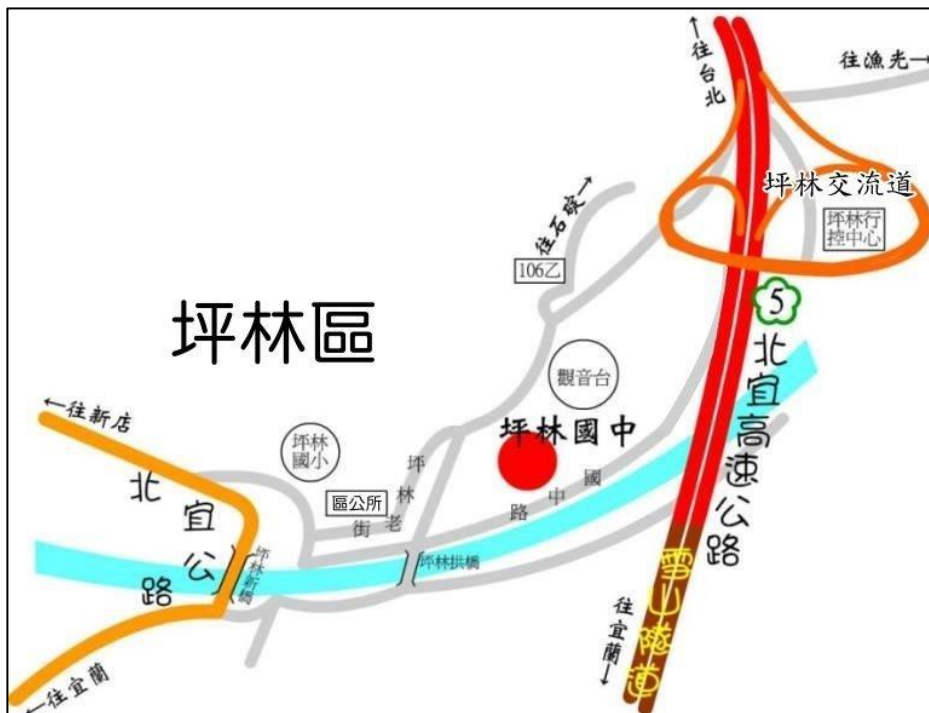 ←往台北
往漁光→
坪林交流道
坪林行
控中心
往石碇→
106乙
5
北宜高速公路
坪林區
觀音台
坪林國中
←往新店
坪林
國小
坪林老街
區公所
國中路
北宜公路
坪林新橋
坪林拱橋
雪山隧道
往宜蘭↓
←往宜蘭